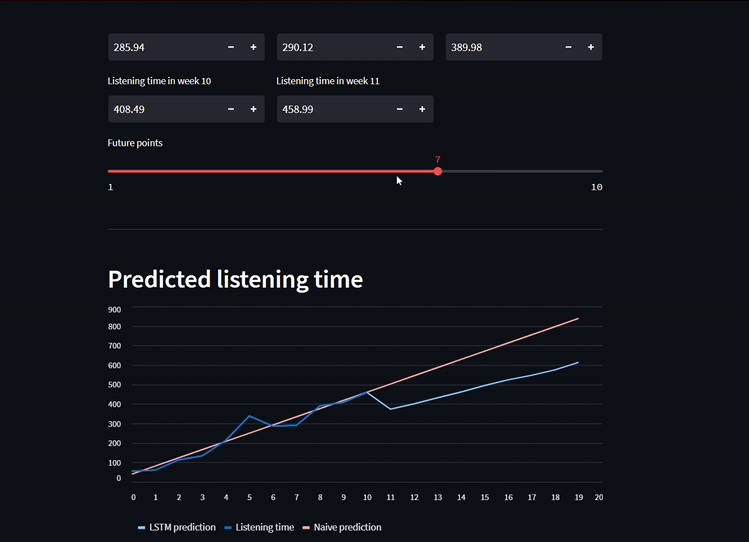 285.94 − + 290.12 − + 389.98 − +
Listening time in week 10 Listening time in week 11
408.49 − + 458.99 − +
Future points
7
1 10
Predicted listening time
900
800
700
600
500
400
300
200
100
0
0 1 2 3 4 5 6 7 8 9 10 11 12 13 14 15 16 17 18 19 20
LSTM prediction Listening time Naive prediction